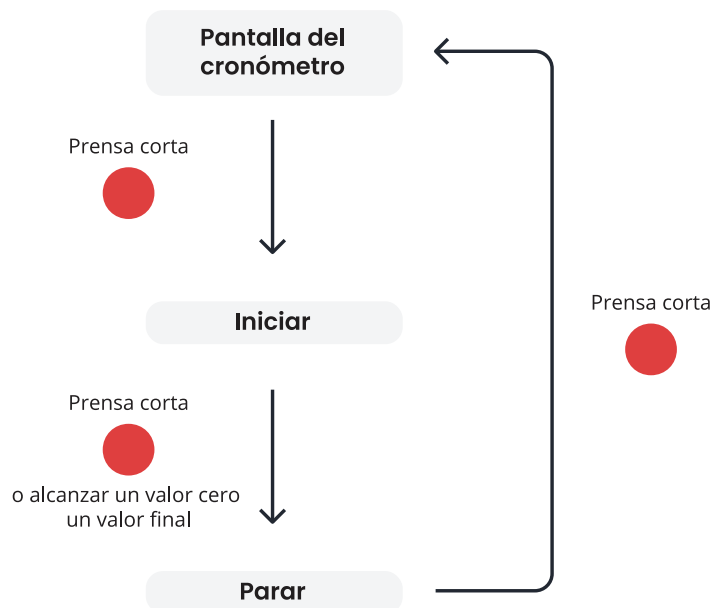 Pantalla del
cronómetro
Prensa corta
Iniciar
Prensa corta
Prensa corta
o alcanzar un valor cero
un valor final
Parar